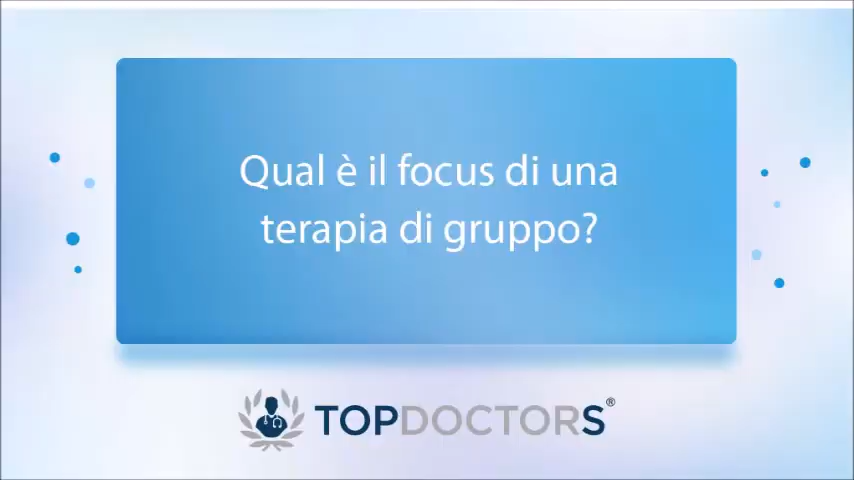 Qual è il focus di una
terapia di gruppo?
TOPDOCTORS®